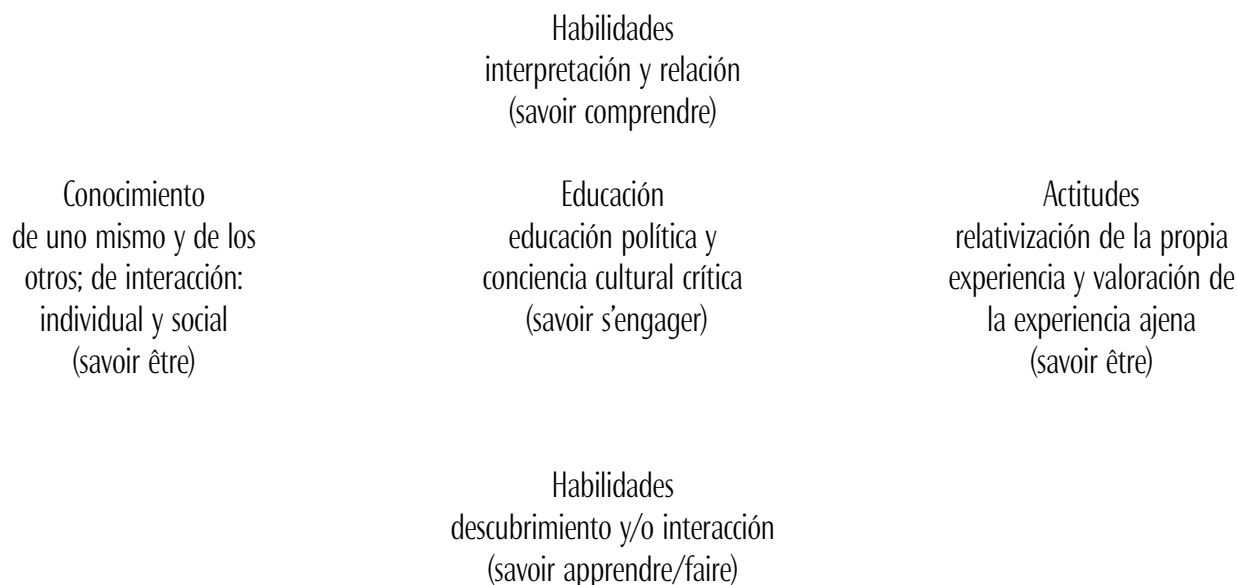 Habilidades
interpretación y relación
(savoir comprendre)
Conocimiento
de uno mismo y de los
otros; de interacción:
individual y social
(savoir être)
Educación
educación política y
conciencia cultural crítica
(savoir s'engager)
Actitudes
relativización de la propia
experiencia y valoración de
la experiencia ajena
(savoir être)
Habilidades
descubrimiento y/o interacción
(savoir apprendre/faire)